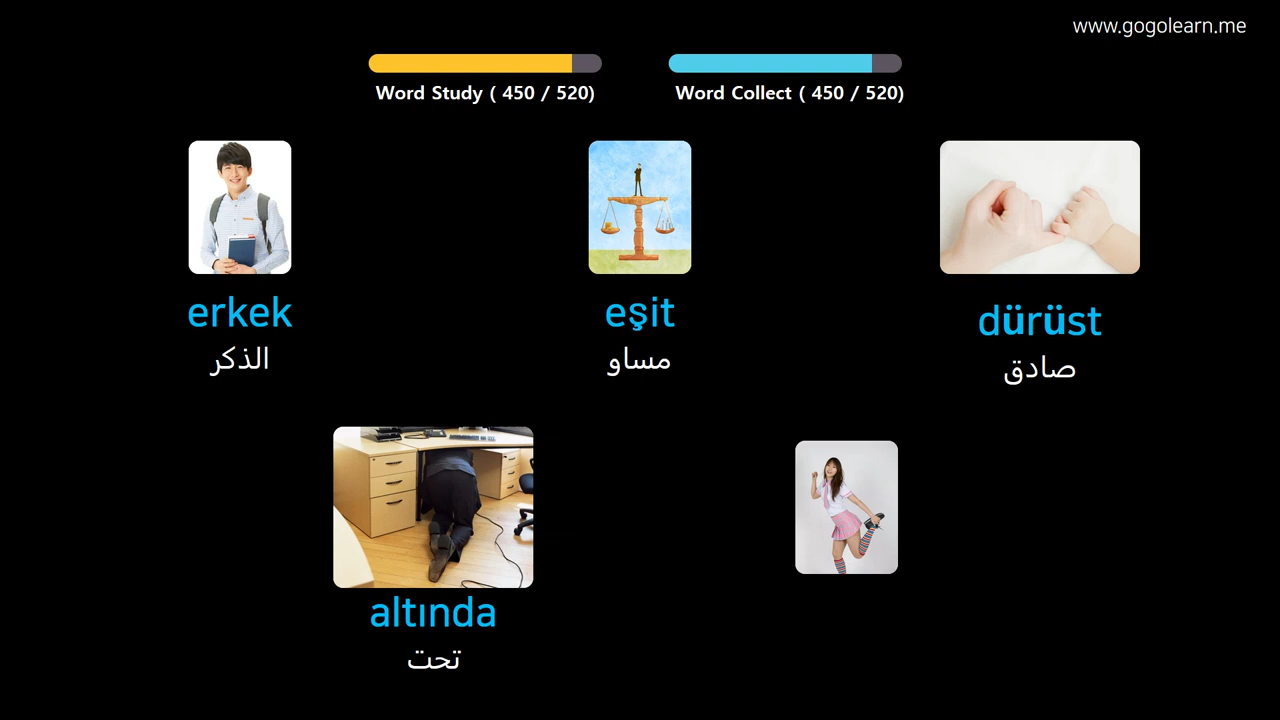 www.gogolearn.me
Word Study ( 450 / 520)
Word Collect ( 450 / 520)
erkek
الذكر
eşit
مساو
dürüst
صادق
altında
تحت